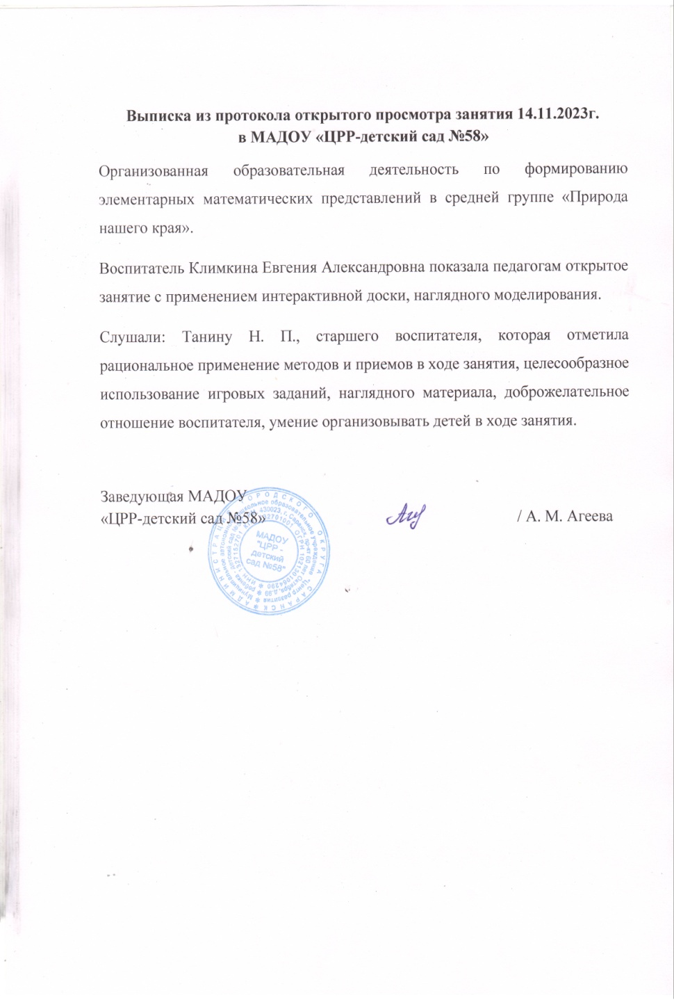 Выписка из протокола открытого просмотра занятия 14.11.2023г.
в МАДОУ «ЦРР-детский сад №58»
Организованная образовательная деятельность по формированию
элементарных математических представлений в средней группе «Природа
нашего края».
Воспитатель Климкина Евгения Александровна показала педагогам открытое
занятие с применением интерактивной доски, наглядного моделирования.
Слушали: Танину Н. П., старшего воспитателя, которая отметила
рациональное применение методов и приемов в ходе занятия, целесообразное
использование игровых заданий, наглядного материала, доброжелательное
отношение воспитателя, умение организовывать детей в ходе занятия.
Заведующая МАДОУ
«ЦРР-детский сад №58»
/ А. М. Агеева
МАДОУ
"ЦРР -
детский
сад №58"